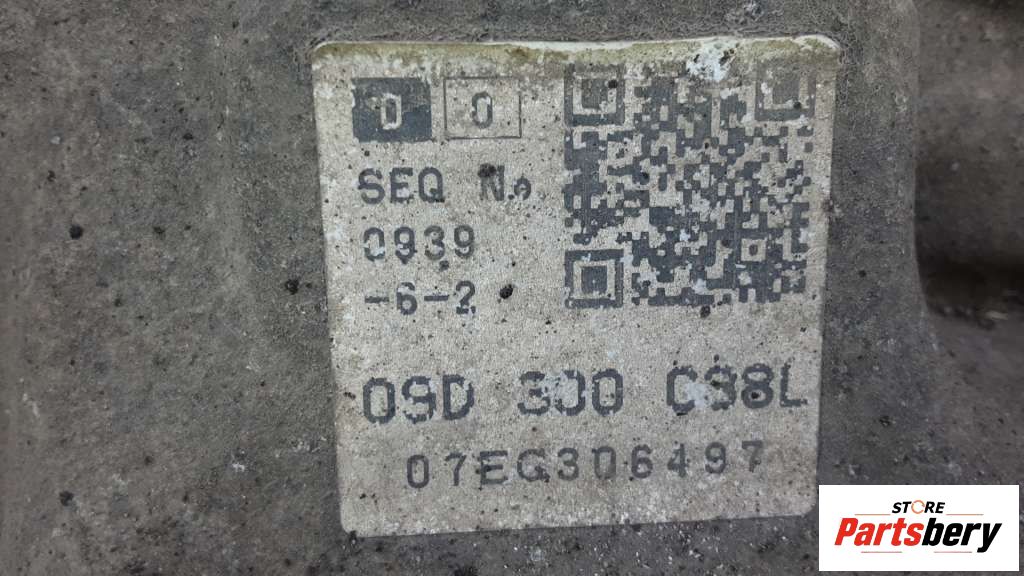 D 0
SEQ No.
0939
-6-2
09D 300 038L
07EG306497
STORE
Partsbery